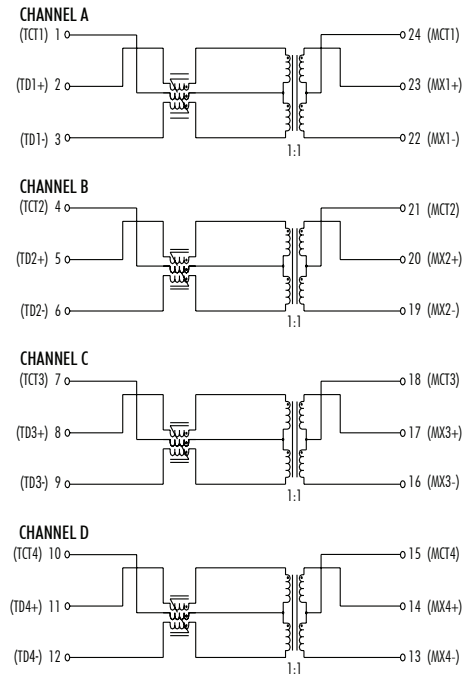 CHANNEL A
(TCT1) 1 24 (MCT1)
(TD1+) 2 23 (MX1+)
(TD1-) 3 22 (MX1-)
1:1
CHANNEL B
(TCT2) 4 21 (MCT2)
(TD2+) 5 20 (MX2+)
(TD2-) 6 19 (MX2-)
1:1
CHANNEL C
(TCT3) 7 18 (MCT3)
(TD3+) 8 17 (MX3+)
(TD3-) 9 16 (MX3-)
1:1
CHANNEL D
(TCT4) 10 15 (MCT4)
(TD4+) 11 14 (MX4+)
(TD4-) 12 13 (MX4-)
1:1